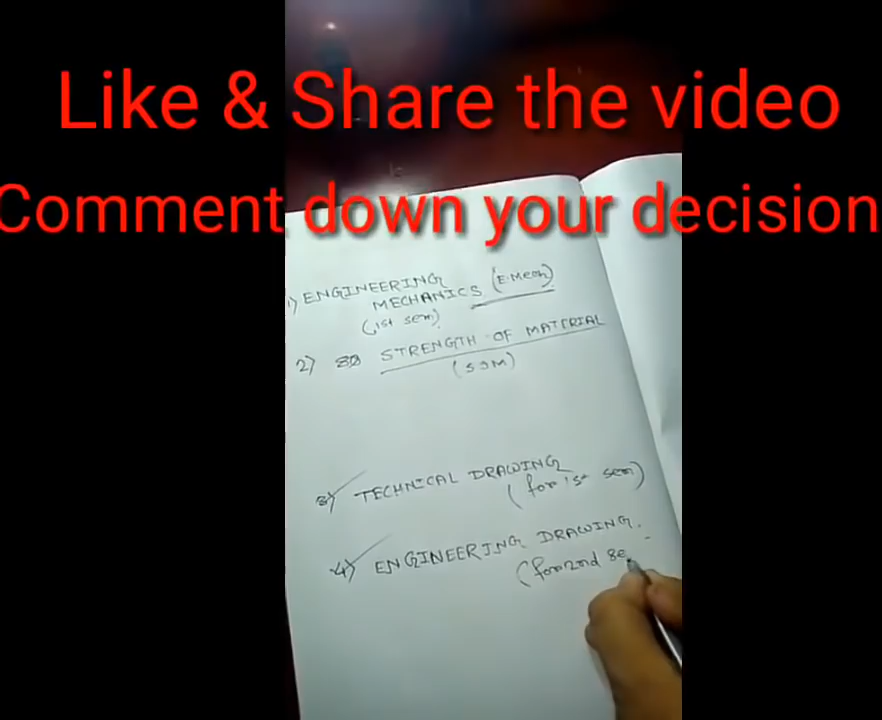 Like & Share the video
Comment down your decision
1) ENGINEERING
MECHANICS (E.Mech)
(1st sem)
2) STRENGTH OF MATERIAL
(SOM)
3) TECHNICAL DRAWING
(for 1st sem)
4) ENGINEERING DRAWING.
(for 2nd se